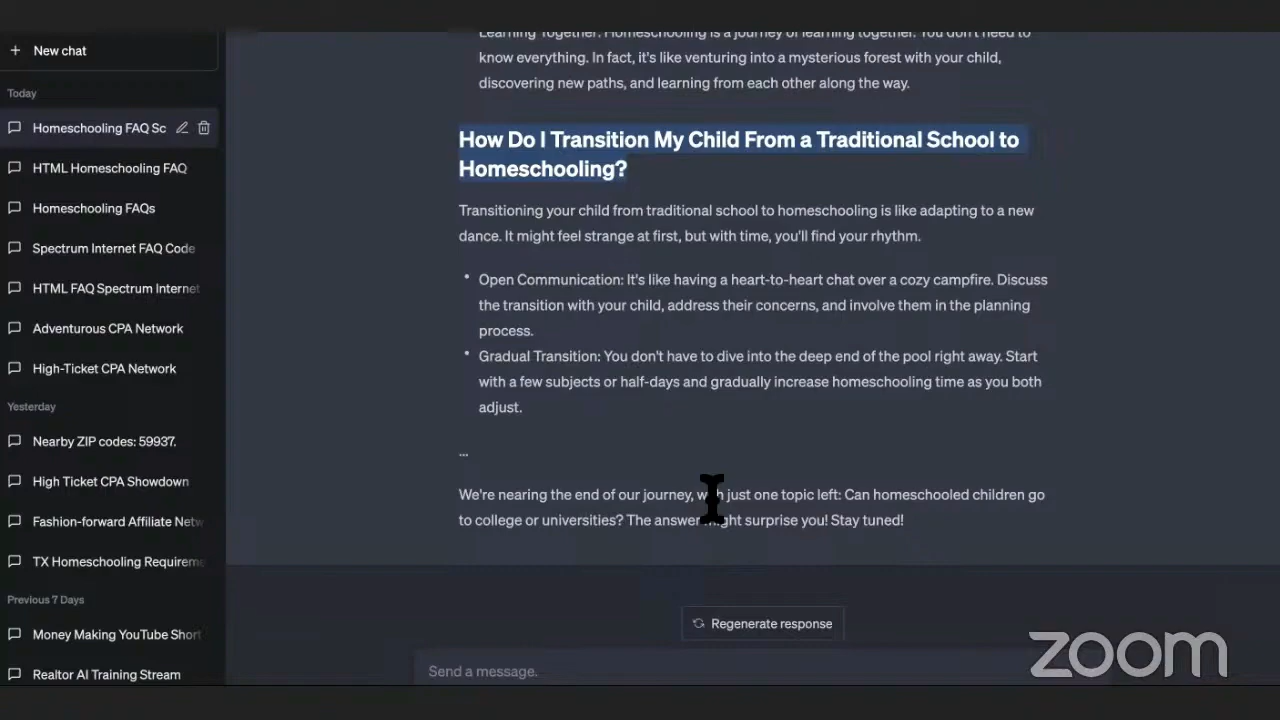 New chat
Today
Homeschooling FAQ Sc
HTML Homeschooling FAQ
Homeschooling FAQs
Spectrum Internet FAQ Code
HTML FAQ Spectrum Internet
Adventurous CPA Network
High-Ticket CPA Network
Yesterday
Nearby ZIP codes: 59937.
High Ticket CPA Showdown
Fashion-forward Affiliate Netw
TX Homeschooling Requireme
Previous 7 Days
Money Making YouTube Short
Realtor AI Training Stream
Learning Together: Homeschooling is a journey of learning together. You don't need to
know everything. In fact, it's like venturing into a mysterious forest with your child,
discovering new paths, and learning from each other along the way.
How Do I Transition My Child From a Traditional School to
Homeschooling?
Transitioning your child from traditional school to homeschooling is like adapting to a new
dance. It might feel strange at first, but with time, you'll find your rhythm.
• Open Communication: It's like having a heart-to-heart chat over a cozy campfire. Discuss
the transition with your child, address their concerns, and involve them in the planning
process.
• Gradual Transition: You don't have to dive into the deep end of the pool right away. Start
with a few subjects or half-days and gradually increase homeschooling time as you both
adjust.
...
We're nearing the end of our journey, with just one topic left: Can homeschooled children go
to college or universities? The answer might surprise you! Stay tuned!
Regenerate response
Send a message.
zoom